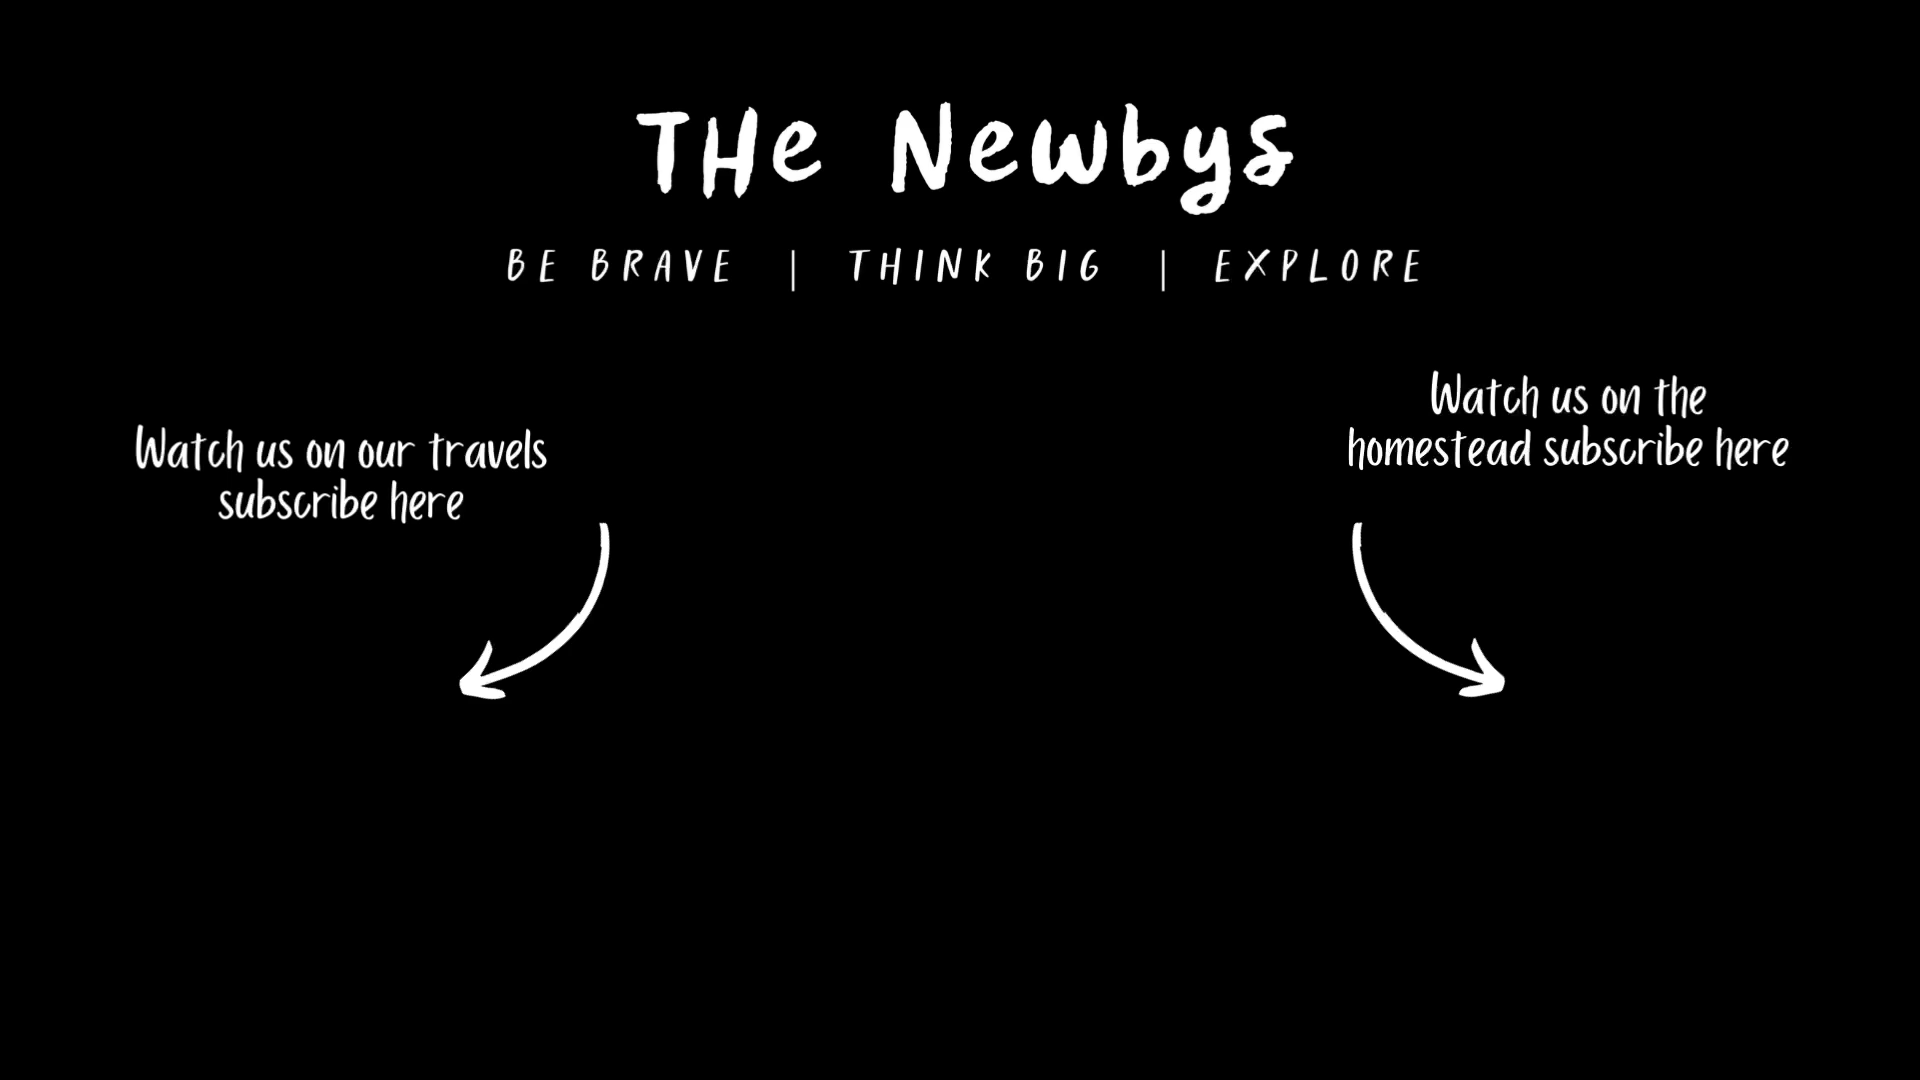 THe Newbys
BE BRAVE | THINK BIG | EXPLORE
Watch us on our travels
subscribe here
Watch us on the
homestead subscribe here